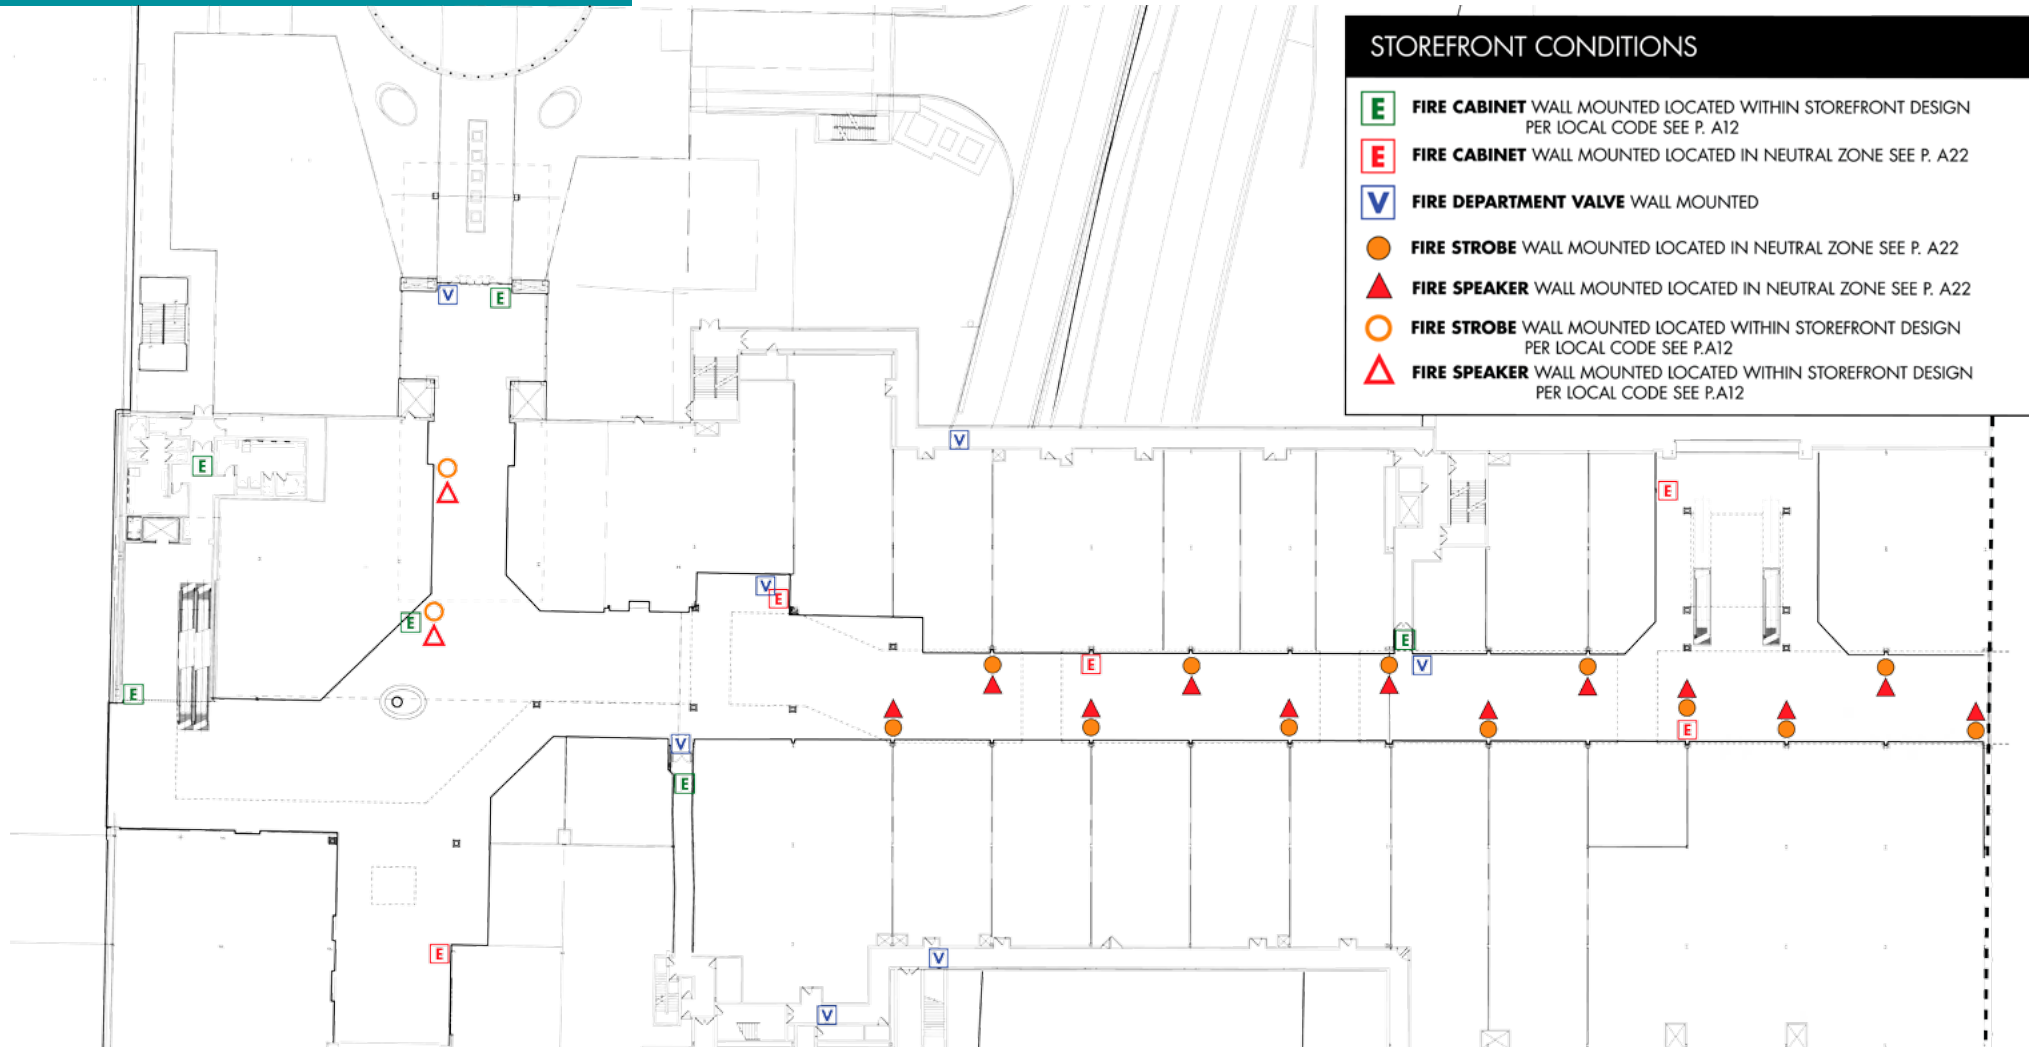 STOREFRONT CONDITIONS
E FIRE CABINET WALL MOUNTED LOCATED WITHIN STOREFRONT DESIGN
PER LOCAL CODE SEE P. A12
E FIRE CABINET WALL MOUNTED LOCATED IN NEUTRAL ZONE SEE P. A22
V FIRE DEPARTMENT VALVE WALL MOUNTED
FIRE STROBE WALL MOUNTED LOCATED IN NEUTRAL ZONE SEE P. A22
FIRE SPEAKER WALL MOUNTED LOCATED IN NEUTRAL ZONE SEE P. A22
FIRE STROBE WALL MOUNTED LOCATED WITHIN STOREFRONT DESIGN
PER LOCAL CODE SEE P.A12
FIRE SPEAKER WALL MOUNTED LOCATED WITHIN STOREFRONT DESIGN
PER LOCAL CODE SEE P.A12
V E
V
E
E
V
E
E
E V
E
E
V
E
E
E
V
V